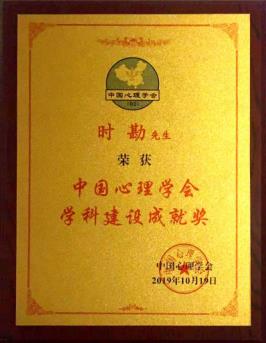 中国心理学会
1921
时勘先生
荣获
中国心理学会
学科建设成就奖
中国心理学会
2019年10月19日